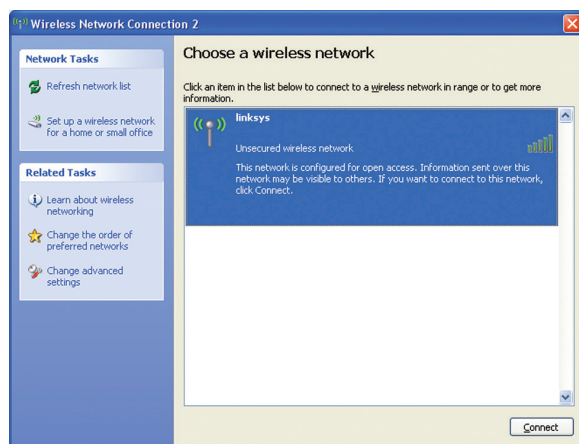 Wireless Network Connection 2
Network Tasks
Refresh network list
Set up a wireless network
for a home or small office
Related Tasks
Learn about wireless
networking
Change the order of
preferred networks
Change advanced
settings
Choose a wireless network
Click an item in the list below to connect to a wireless network in range or to get more
information.
linksys
Unsecured wireless network
This network is configured for open access. Information sent over this
network may be visible to others. If you want to connect to this network,
click Connect.
Connect